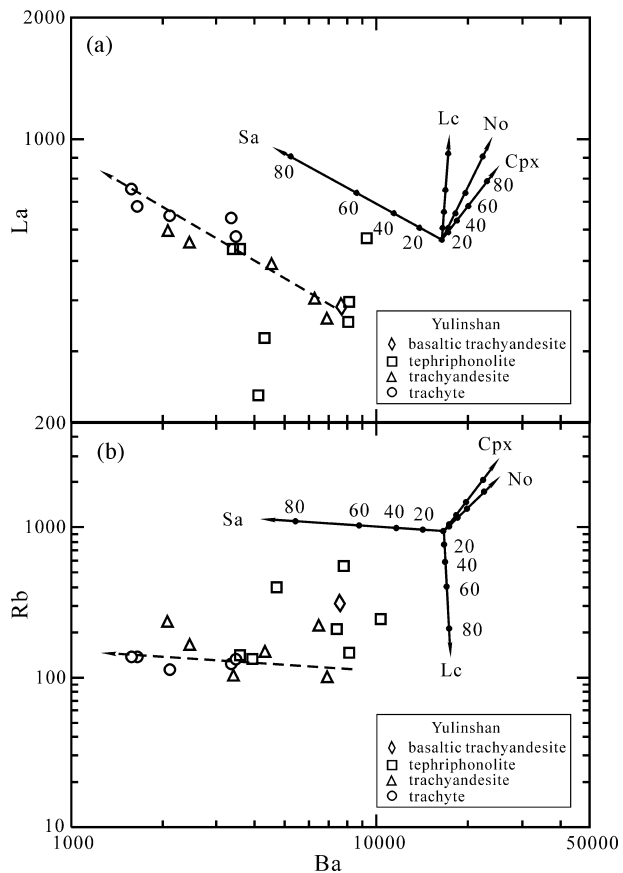 2000
(a)
1000
La
200
Sa
80
60
40
20
Lc
No
Cpx
80
60
40
20
Yulinshan
basaltic trachyandesite
tephriphonolite
trachyandesite
trachyte
(b)
1000
Rb
100
10
Sa
80
60
40
20
Cpx
No
20
40
60
80
Lc
Yulinshan
basaltic trachyandesite
tephriphonolite
trachyandesite
trachyte
1000
10000
50000
Ba